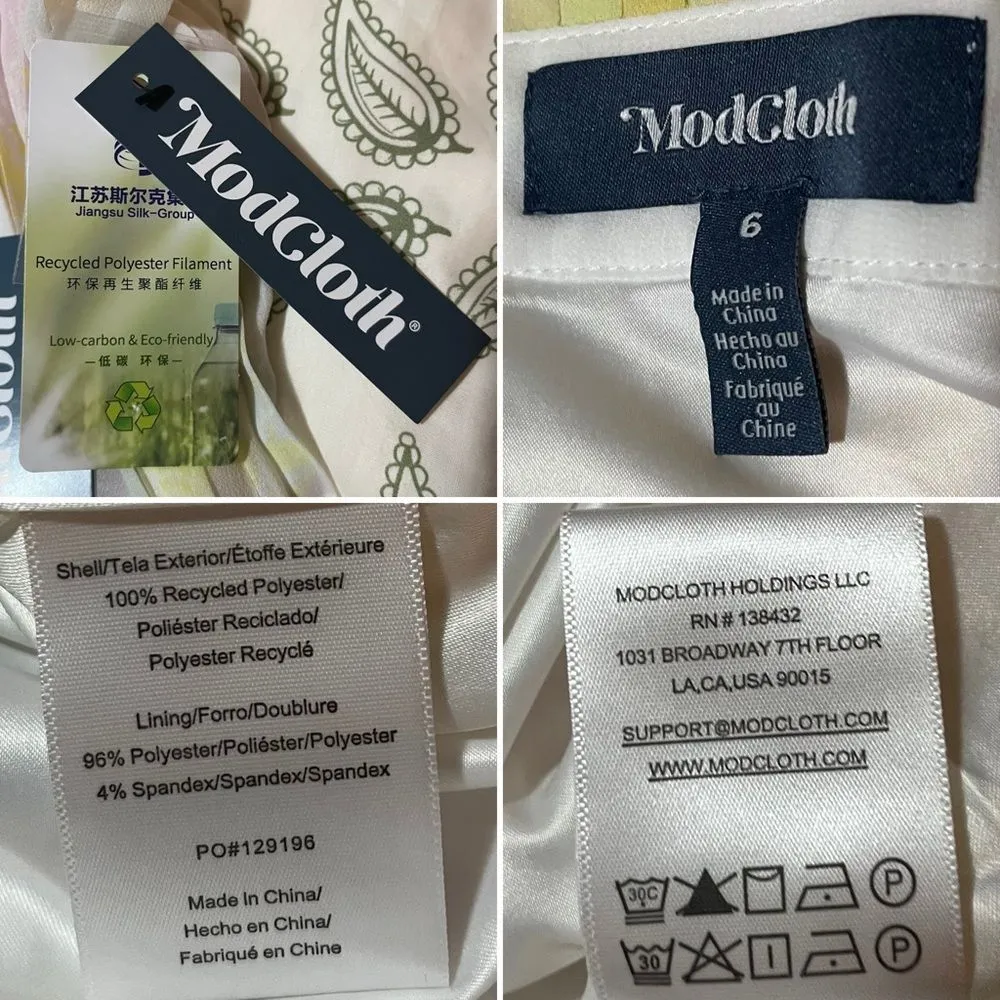 江苏斯尔克集
Jiangsu Silk-Group
Recycled Polyester Filament
环保再生聚酯纤维
Low-carbon & Eco-friendly
—低碳 环保—
ModCloth®
ModCloth
6
Made in
China
Hecho au
China
Fabriqué
au
Chine
Shell/Tela Exterior/Étoffe Extérieure
100% Recycled Polyester/
Poliéster Reciclado/
Polyester Recyclé
Lining/Forro/Doublure
96% Polyester/Poliéster/Polyester
4% Spandex/Spandex/Spandex
PO#129196
Made In China/
Hecho en China/
Fabriqué en Chine
MODCLOTH HOLDINGS LLC
RN # 138432
1031 BROADWAY 7TH FLOOR
LA,CA,USA 90015
SUPPORT@MODCLOTH.COM
WWW.MODCLOTH.COM
30C P
30 P